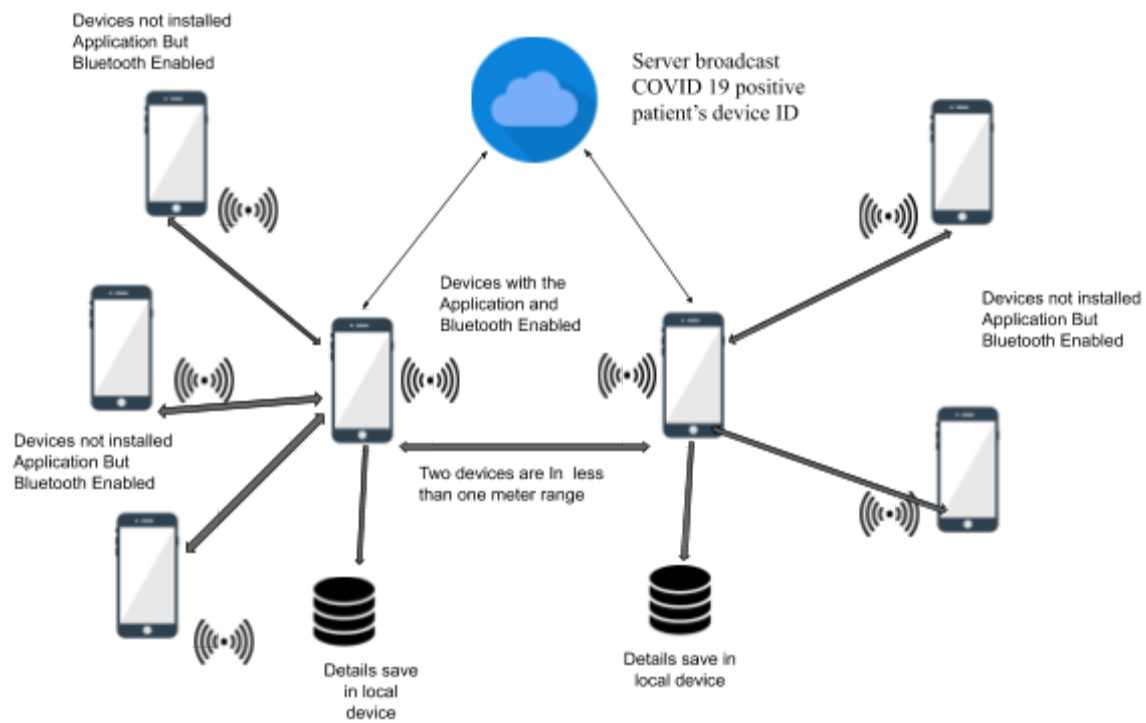 Devices not installed
Application But
Bluetooth Enabled
Server broadcast
COVID 19 positive
patient's device ID
Devices with the
Application and
Bluetooth Enabled
Devices not installed
Application But
Bluetooth Enabled
Devices not installed
Application But
Bluetooth Enabled
Two devices are In less
than one meter range
Details save
in local
device
Details save in
local device